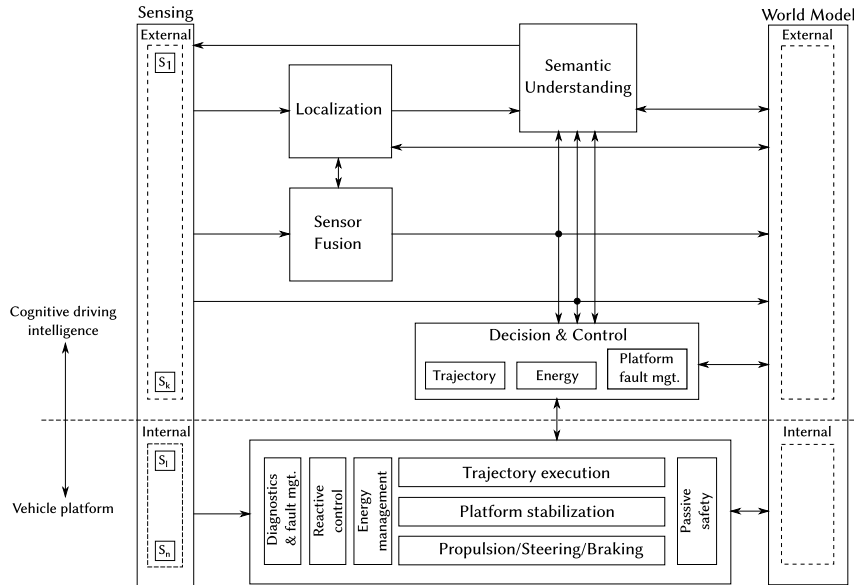 Sensing
World Model
External
External
S1
Semantic
Understanding
Localization
Sensor
Fusion
Cognitive driving
intelligence
Decision & Control
Trajectory
Energy
Platform
fault mgt.
Sk
Internal
Internal
Sl
Diagnostics
& fault mgt.
Reactive
control
Energy
management
Trajectory execution
Platform stabilization
Propulsion/Steering/Braking
Passive
safety
Vehicle platform
Sn